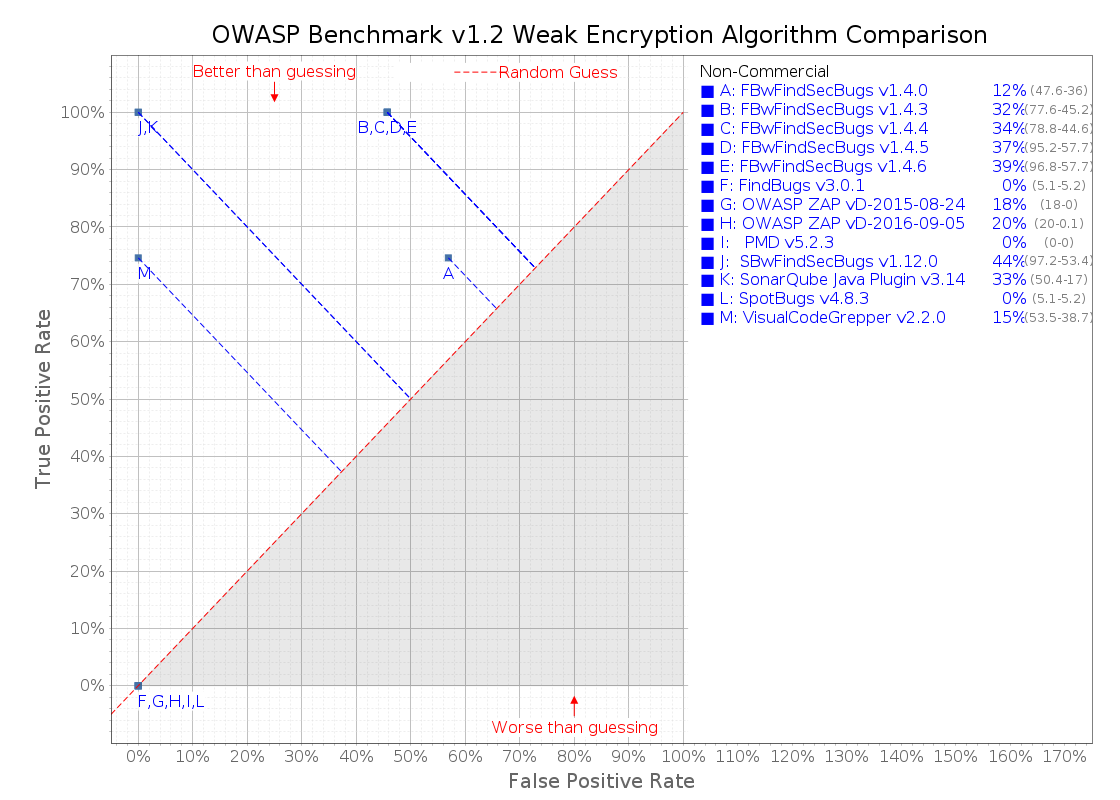 OWASP Benchmark v1.2 Weak Encryption Algorithm Comparison
Better than guessing
Random Guess
Non-Commercial
A: FBwFindSecBugs v1.4.0 12% (47.6-36)
B: FBwFindSecBugs v1.4.3 32% (77.6-45.2)
C: FBwFindSecBugs v1.4.4 34% (78.8-44.6)
D: FBwFindSecBugs v1.4.5 37% (95.2-57.7)
E: FBwFindSecBugs v1.4.6 39% (96.8-57.7)
F: FindBugs v3.0.1 0% (5.1-5.2)
G: OWASP ZAP vD-2015-08-24 18% (18-0)
H: OWASP ZAP vD-2016-09-05 20% (20-0.1)
I: PMD v5.2.3 0% (0-0)
J: SBwFindSecBugs v1.12.0 44% (97.2-53.4)
K: SonarQube Java Plugin v3.14 33% (50.4-17)
L: SpotBugs v4.8.3 0% (5.1-5.2)
M: VisualCodeGrepper v2.2.0 15% (53.5-38.7)
100%
90%
80%
70%
60%
50%
40%
30%
20%
10%
0%
True Positive Rate
J,K
B,C,D,E
M
A
F,G,H,I,L
Worse than guessing
0% 10% 20% 30% 40% 50% 60% 70% 80% 90% 100% 110% 120% 130% 140% 150% 160% 170%
False Positive Rate